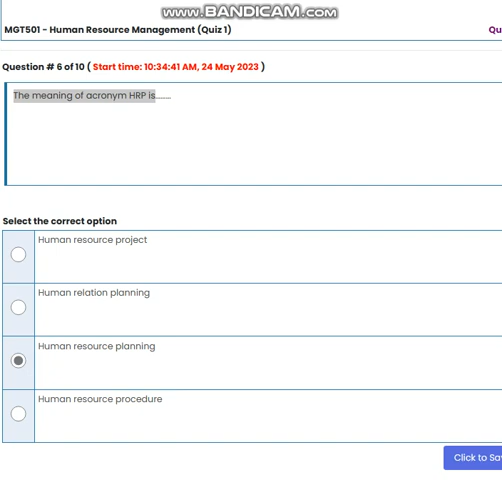 www.BANDICAM.com
MGT501 - Human Resource Management (Quiz 1)
Qu
Question # 6 of 10 ( Start time: 10:34:41 AM, 24 May 2023 )
The meaning of acronym HRP is........
Select the correct option
Human resource project
Human relation planning
Human resource planning
Human resource procedure
Click to Sa